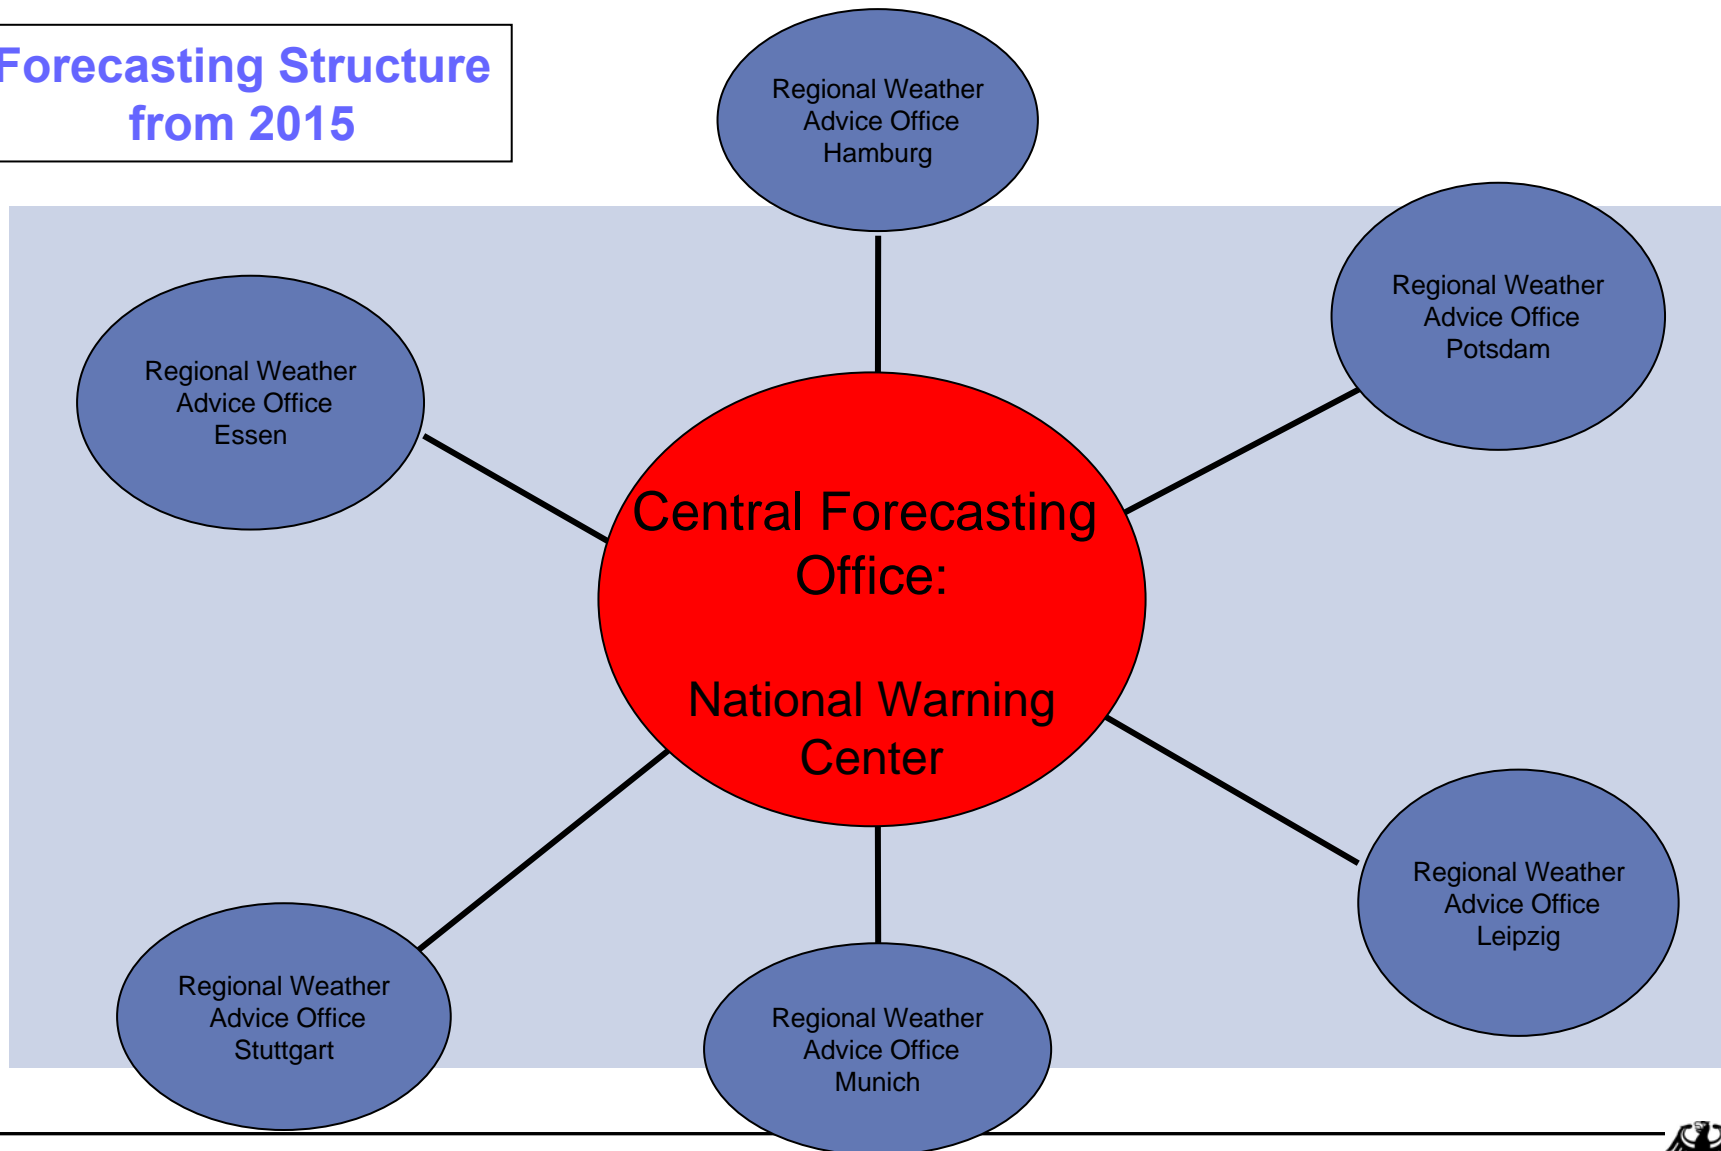 Forecasting Structure
from 2015
Regional Weather
Advice Office
Hamburg
Regional Weather
Advice Office
Potsdam
Regional Weather
Advice Office
Essen
Central Forecasting
Office:
National Warning
Center
Regional Weather
Advice Office
Leipzig
Regional Weather
Advice Office
Stuttgart
Regional Weather
Advice Office
Munich